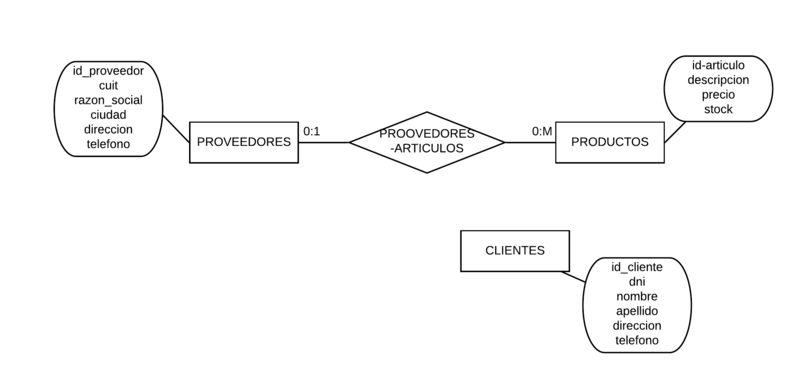 id_proveedor
cuit
razon_social
ciudad
direccion
telefono
PROVEEDORES
0:1
PROOVEDORES
-ARTICULOS
0:M
PRODUCTOS
id-articulo
descripcion
precio
stock
CLIENTES
id_cliente
dni
nombre
apellido
direccion
telefono